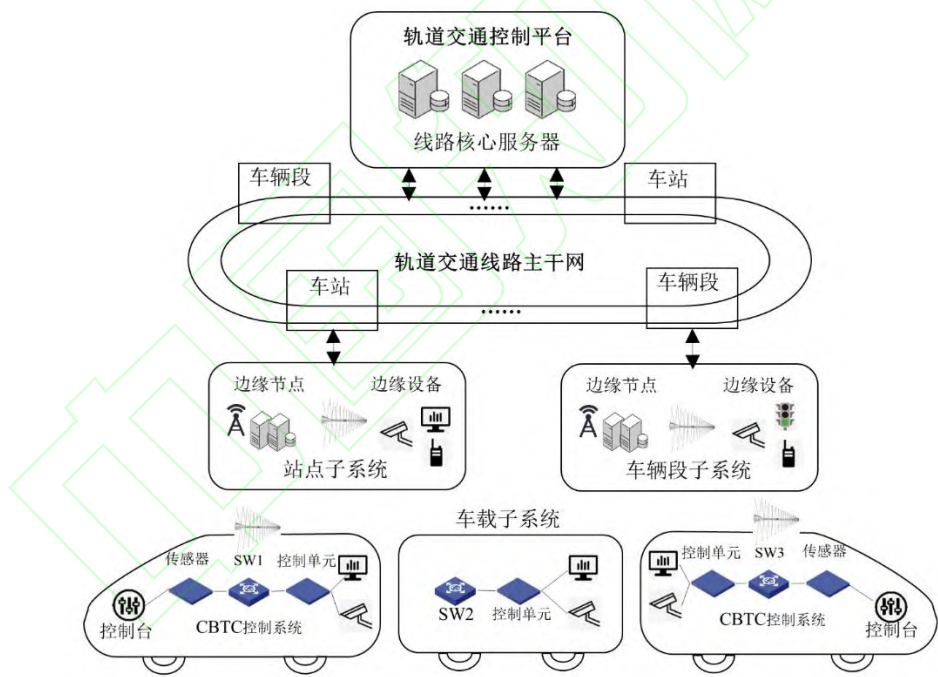 轨道交通控制平台
线路核心服务器
车辆段
车站
······
轨道交通线路主干网
车站
车辆段
······
边缘节点
边缘设备
站点子系统
边缘节点
边缘设备
车辆段子系统
车载子系统
传感器
SW1
控制单元
控制台
CBTC控制系统
SW2
控制单元
控制单元
SW3
传感器
CBTC控制系统
控制台